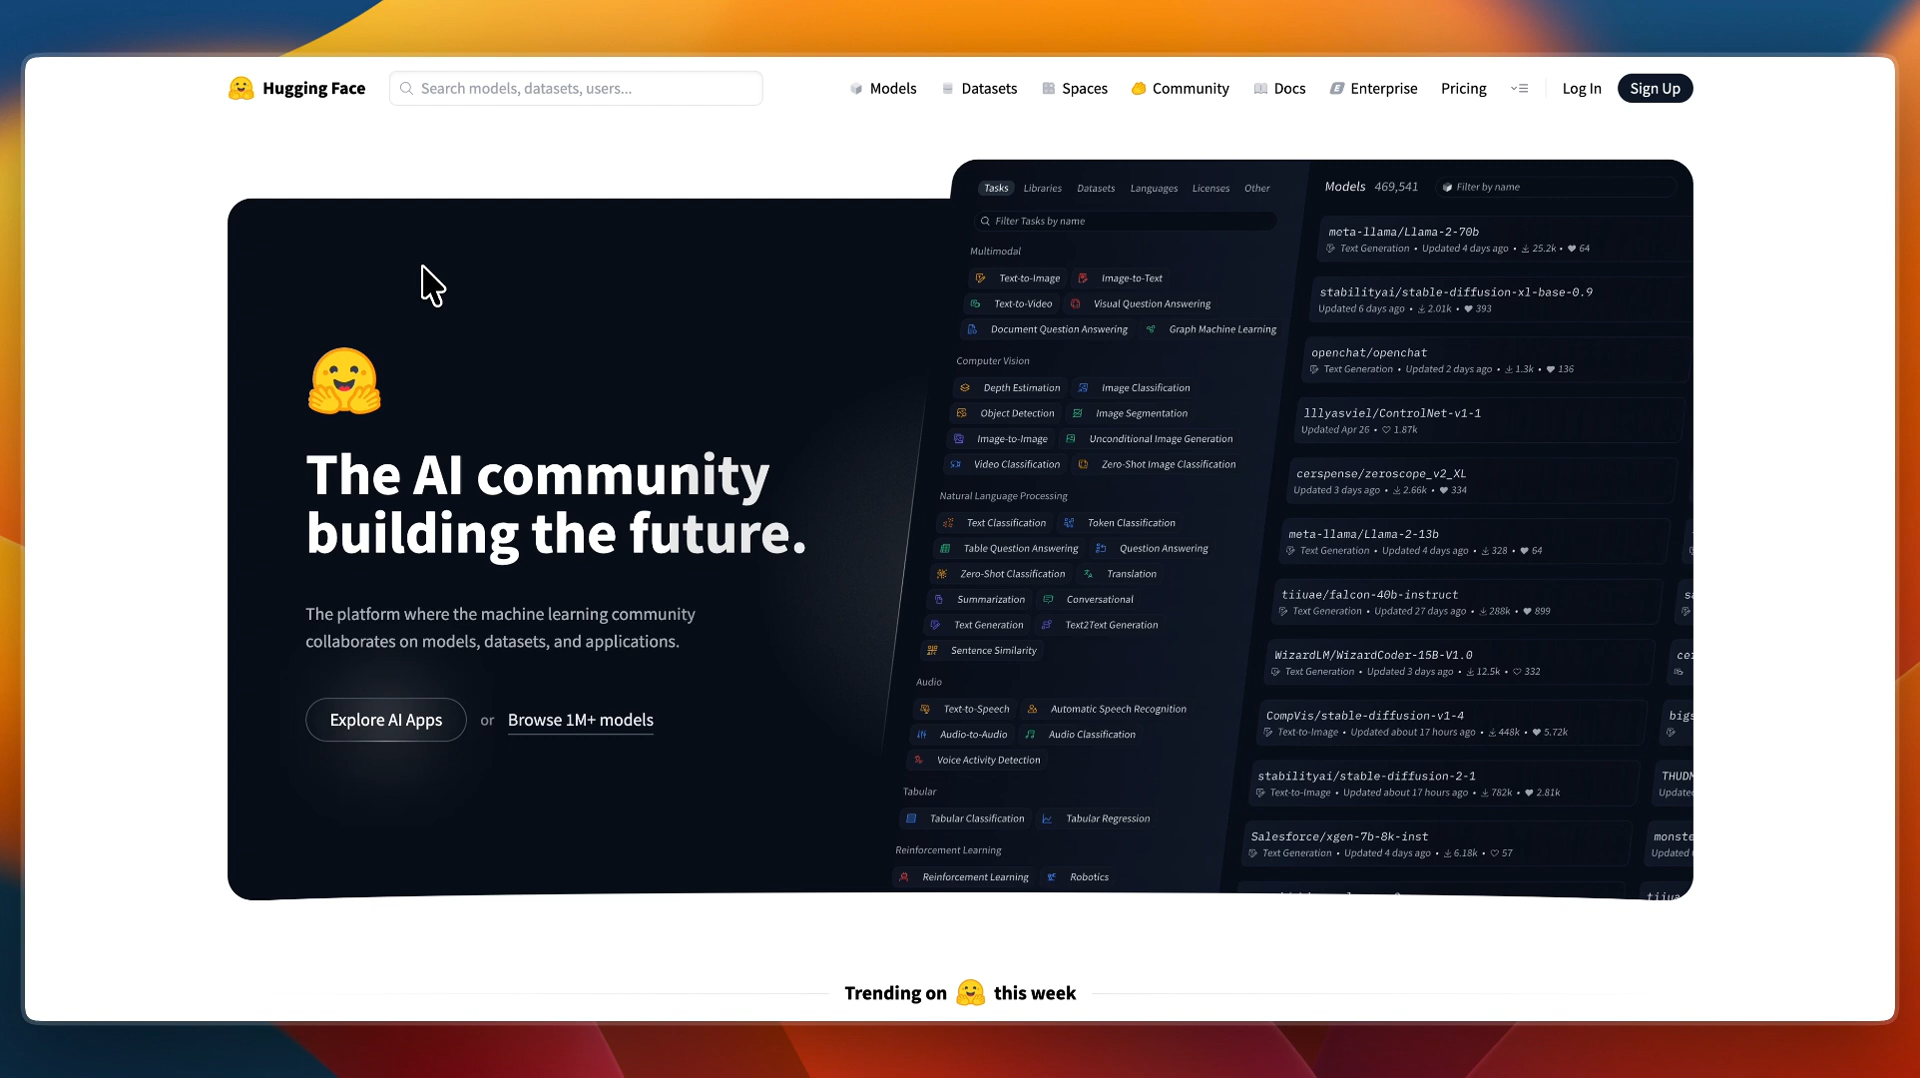 Hugging Face
Search models, datasets, users...
Models
Datasets
Spaces
Community
Docs
Enterprise
Pricing
Log In
Sign Up
The AI community
building the future.
The platform where the machine learning community
collaborates on models, datasets, and applications.
Explore AI Apps or Browse 1M+ models
Tasks Libraries Datasets Languages Licenses Other
Filter Tasks by name
Multimodal
Text-to-Image Image-to-Text
Text-to-Video Visual Question Answering
Document Question Answering Graph Machine Learning
Computer Vision
Depth Estimation Image Classification
Object Detection Image Segmentation
Image-to-Image Unconditional Image Generation
Video Classification Zero-Shot Image Classification
Natural Language Processing
Text Classification Token Classification
Table Question Answering Question Answering
Zero-Shot Classification Translation
Summarization Conversational
Text Generation Text2Text Generation
Sentence Similarity
Audio
Text-to-Speech Automatic Speech Recognition
Audio-to-Audio Audio Classification
Voice Activity Detection
Tabular
Tabular Classification Tabular Regression
Reinforcement Learning
Reinforcement Learning Robotics
Models 469,541 Filter by name
meta-llama/Llama-2-70b
Text Generation • Updated 4 days ago • 25.2k • 64
stabilityai/stable-diffusion-xl-base-0.9
Updated 6 days ago • 2.01k • 393
openchat/openchat
Text Generation • Updated 2 days ago • 1.3k • 136
lllyasviel/ControlNet-v1-1
Updated Apr 26 • 1.87k
cerspense/zeroscope_v2_XL
Updated 3 days ago • 2.66k • 334
meta-llama/Llama-2-13b
Text Generation • Updated 4 days ago • 328 • 64
tiiuae/falcon-40b-instruct
Text Generation • Updated 27 days ago • 288k • 899
WizardLM/WizardCoder-15B-V1.0
Text Generation • Updated 3 days ago • 12.5k • 332
CompVis/stable-diffusion-v1-4
Text-to-Image • Updated about 17 hours ago • 448k • 5.72k
stabilityai/stable-diffusion-2-1
Text-to-Image • Updated about 17 hours ago • 782k • 2.81k
Salesforce/xgen-7b-8k-inst
Text Generation • Updated 4 days ago • 6.18k • 57
Trending on this week